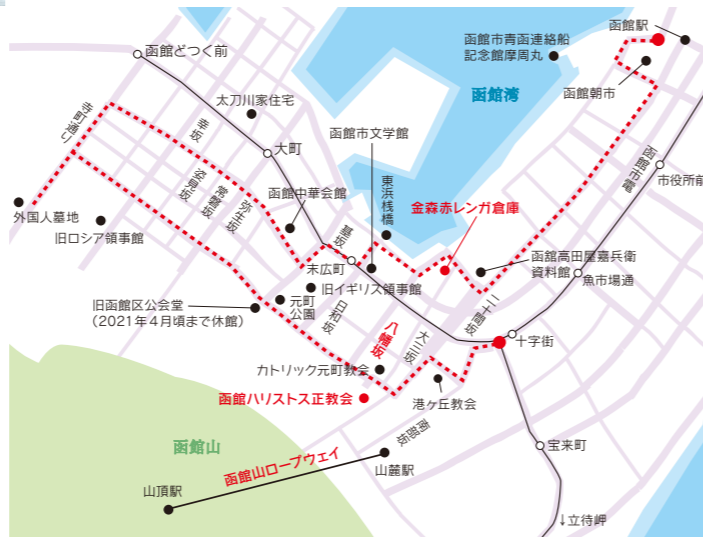 函館駅
函館どつく前
函館市青函連絡船
記念館摩周丸
函館湾
函館朝市
太刀川家住宅
函館市文学館
寺町通り
幸坂
大町
函館市電
市役所前
姿見坂
常盤坂
弥生坂
函館中華会館
東浜桟橋
金森赤レンガ倉庫
外国人墓地
旧ロシア領事館
基坂
末広町
函館高田屋嘉兵衛
資料館
魚市場通
旧イギリス領事館
元町
公園
旧函館区公会堂
(2021年4月頃まで休館)
日和坂
八幡坂
大三坂
二十間坂
十字街
カトリック元町教会
函館ハリストス正教会
港ヶ丘教会
南部坂
函館山
函館山ロープウェイ
山麓駅
宝来町
山頂駅
↓立待岬